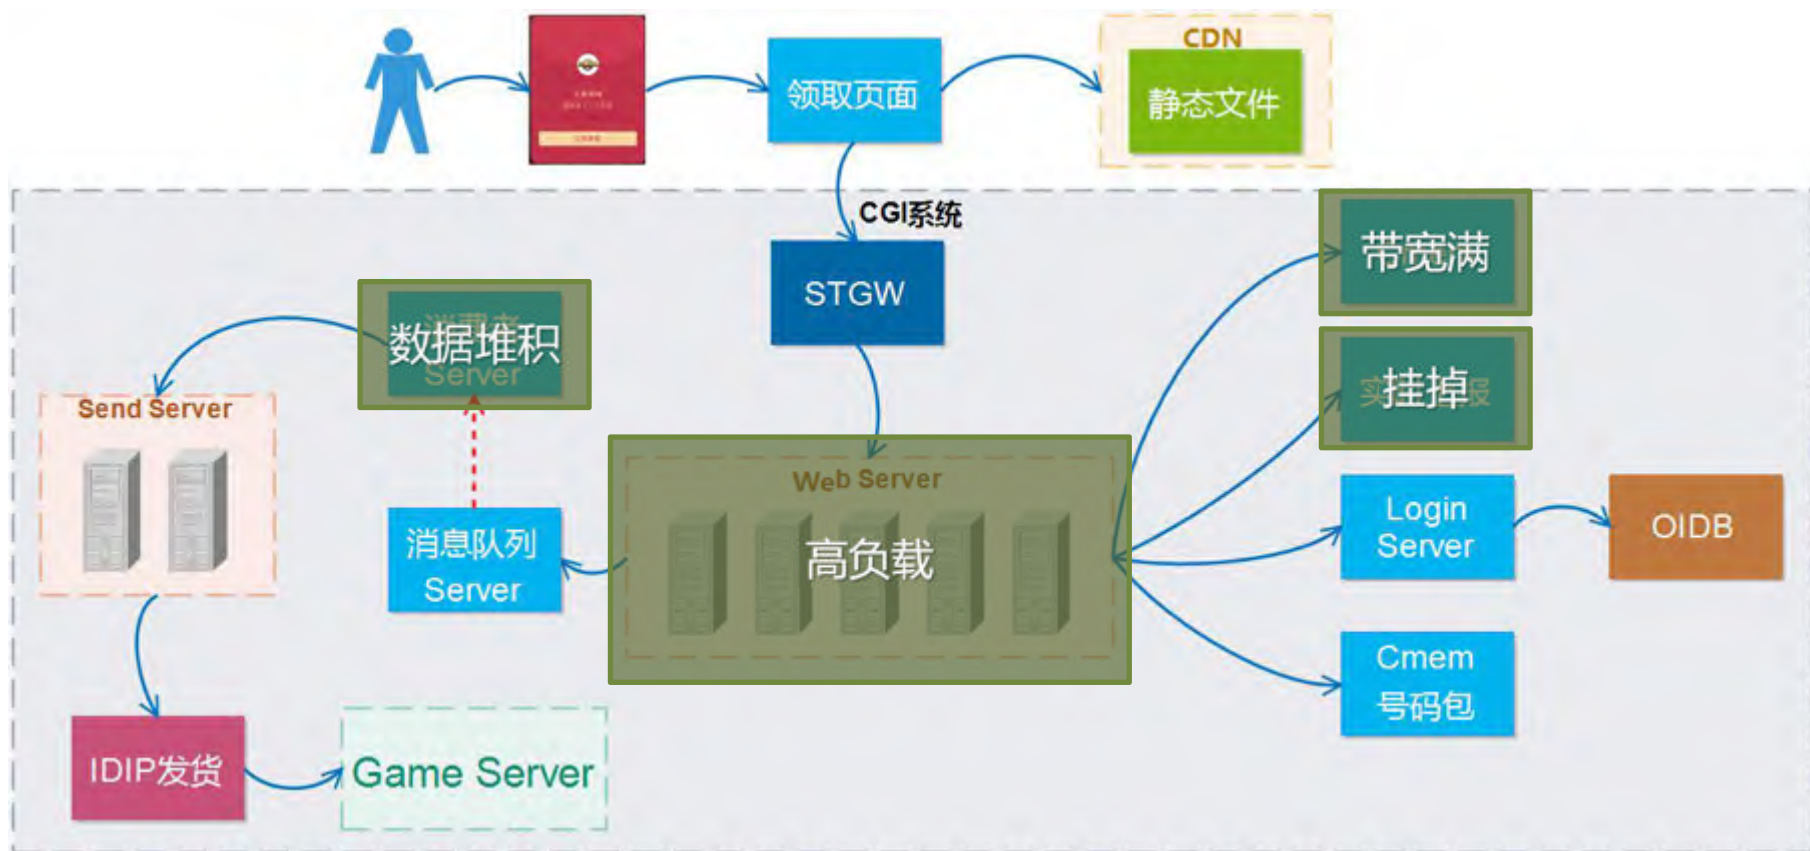 CDN
领取页面
静态文件
CGI系统
STGW
带宽满
数据堆积
Server
挂掉
Send Server
Web Server
高负载
消息队列
Server
Login
Server
OIDB
Cmem
号码包
IDIP发货
Game Server